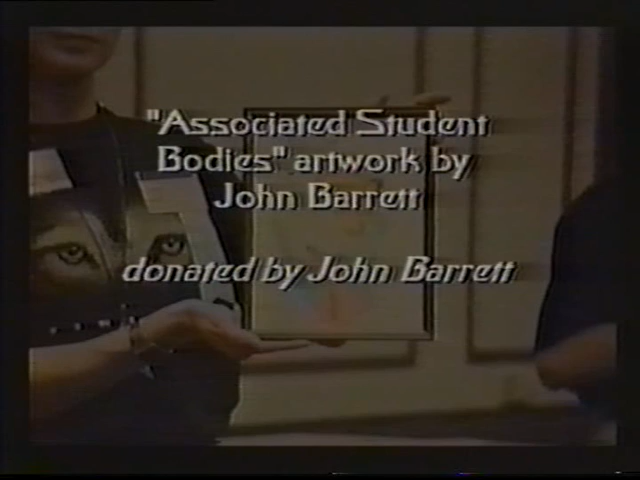 "Associated Student
Bodies" artwork by
John Barrett
donated by John Barrett